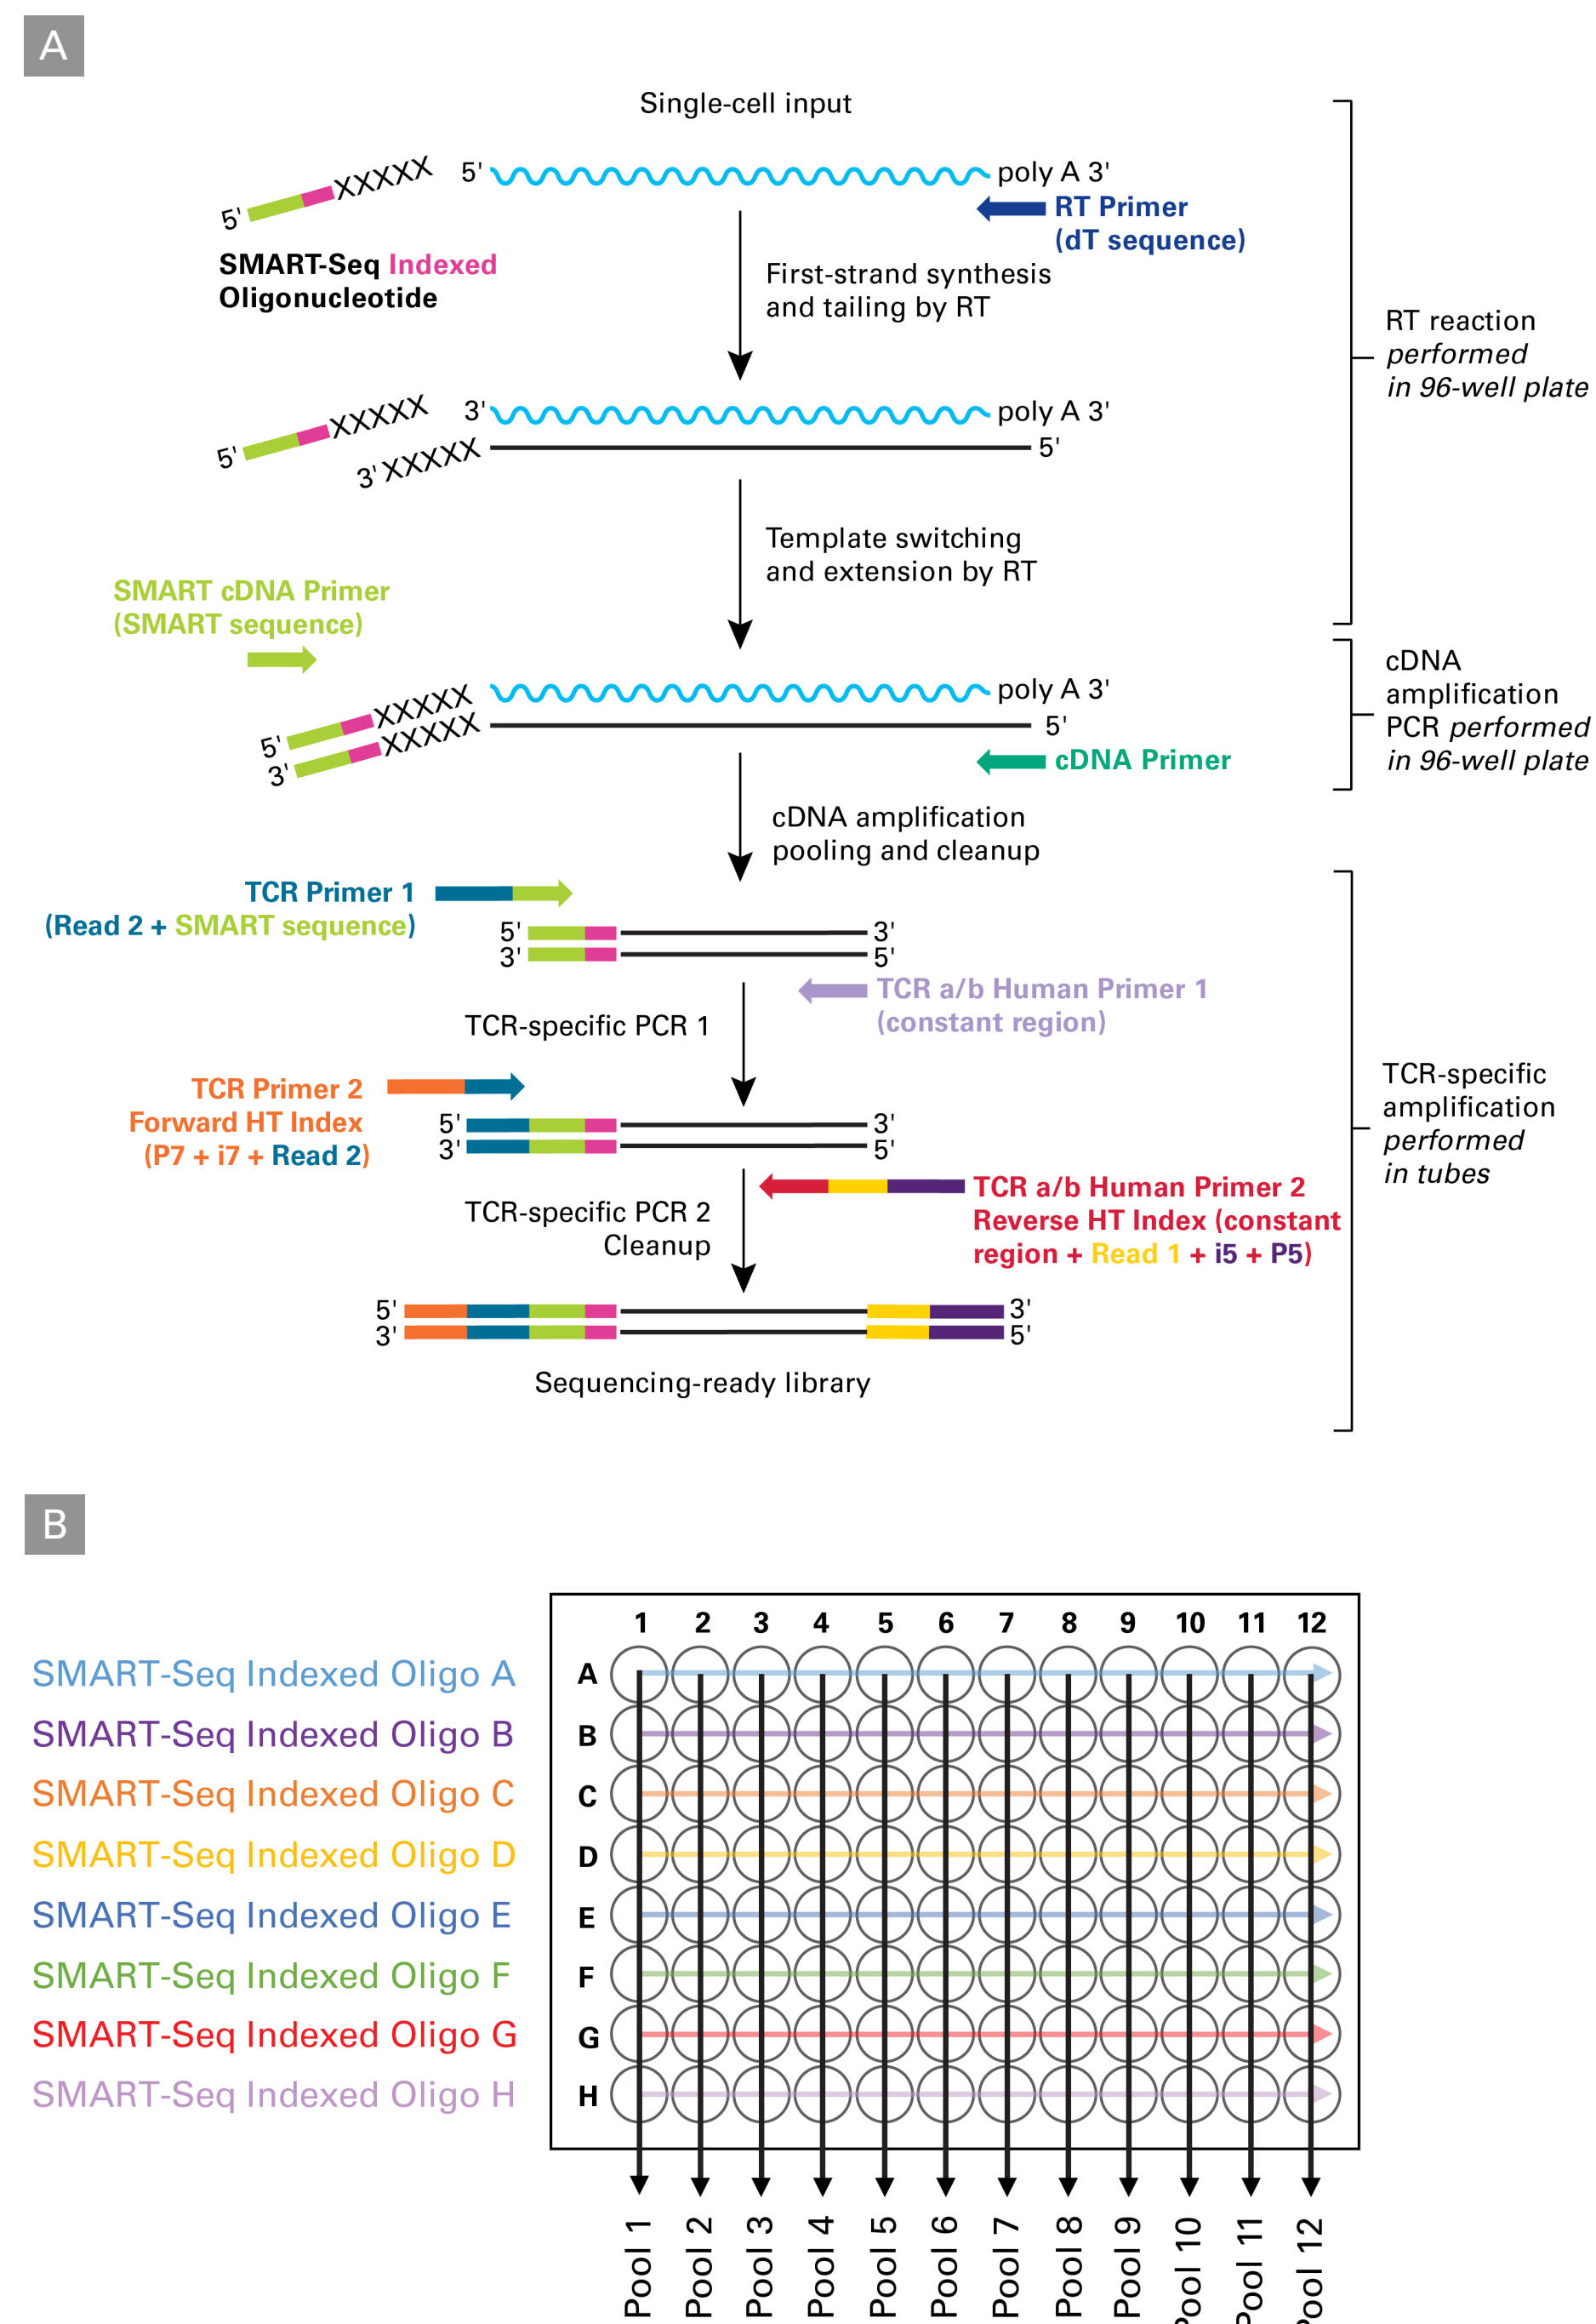 A
Single-cell input
XXXXX
5'
poly A 3'
5'
RT Primer
(dT sequence)
SMART-Seq Indexed
Oligonucleotide
First-strand synthesis
and tailing by RT
RT reaction
performed
in 96-well plate
XXXXX
3'
poly A 3'
5'
3'
XXXXX
5'
Template switching
and extension by RT
SMART cDNA Primer
(SMART sequence)
cDNA
amplification
PCR performed
in 96-well plate
XXXXX
poly A 3'
5'
XXXXX
5'
3'
cDNA Primer
cDNA amplification
pooling and cleanup
TCR Primer 1
(Read 2 + SMART sequence)
5'
3'
3'
5'
TCR a/b Human Primer 1
(constant region)
TCR-specific PCR 1
TCR Primer 2
Forward HT Index
(P7 + i7 + Read 2)
5'
3'
3'
5'
TCR-specific
amplification
performed
in tubes
TCR a/b Human Primer 2
Reverse HT Index (constant
region + Read 1 + i5 + P5)
TCR-specific PCR 2
Cleanup
5'
3'
3'
5'
Sequencing-ready library
B
1 2 3 4 5 6 7 8 9 10 11 12
SMART-Seq Indexed Oligo A A
SMART-Seq Indexed Oligo B B
SMART-Seq Indexed Oligo C C
SMART-Seq Indexed Oligo D D
SMART-Seq Indexed Oligo E E
SMART-Seq Indexed Oligo F F
SMART-Seq Indexed Oligo G G
SMART-Seq Indexed Oligo H H
Pool 1
Pool 2
Pool 3
Pool 4
Pool 5
Pool 6
Pool 7
Pool 8
Pool 9
Pool 10
Pool 11
Pool 12